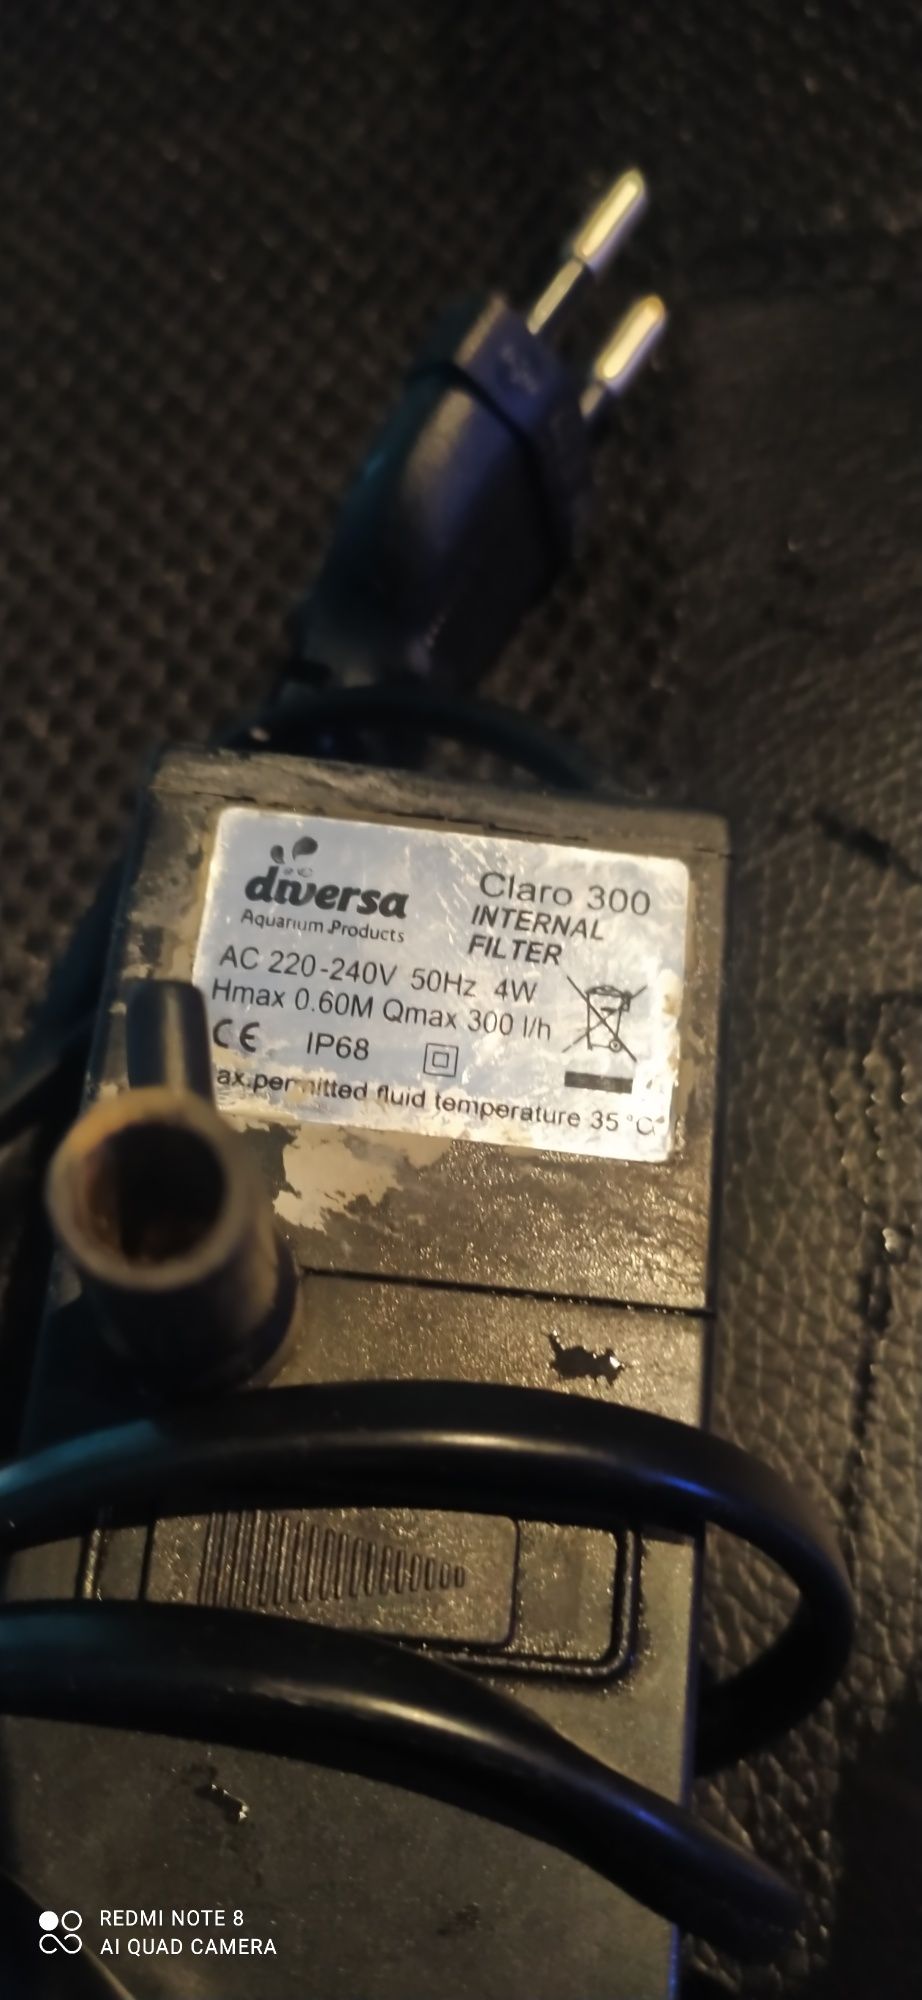 diversa
Aquarium Products
Claro 300
INTERNAL
FILTER
AC 220-240V 50Hz 4W
Hmax 0.60M Qmax 300 l/h
CE IP68
ax.permitted fluid temperature 35 °C
REDMI NOTE 8
AI QUAD CAMERA